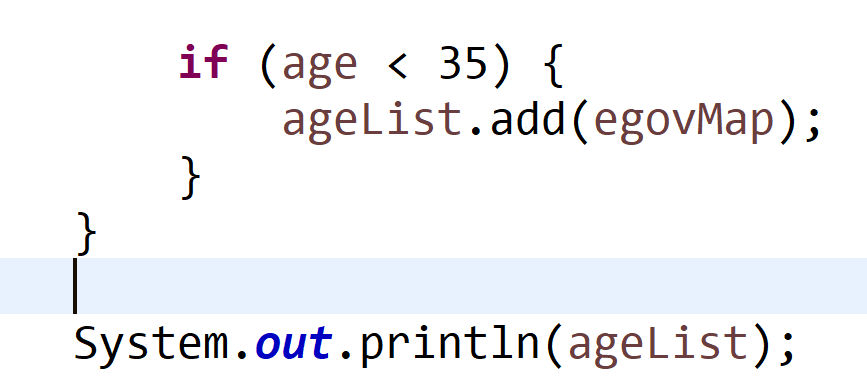 if (age < 35) {
ageList.add(egovMap);
}
}
System.out.println(ageList);